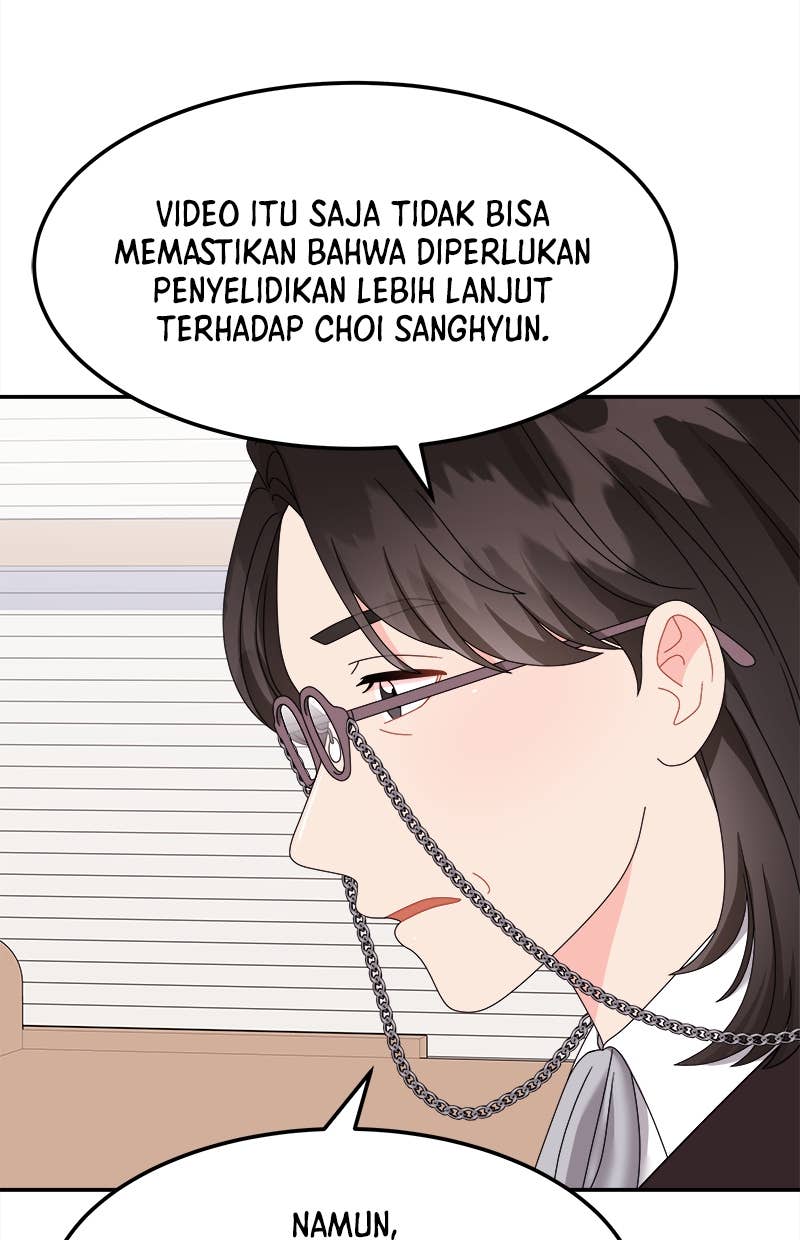 VIDEO ITU SAJA TIDAK BISA
MEMASTIKAN BAHWA DIPERLUKAN
PENYELIDIKAN LEBIH LANJUT
TERHADAP CHOI SANGHYUN.
NAMUN,